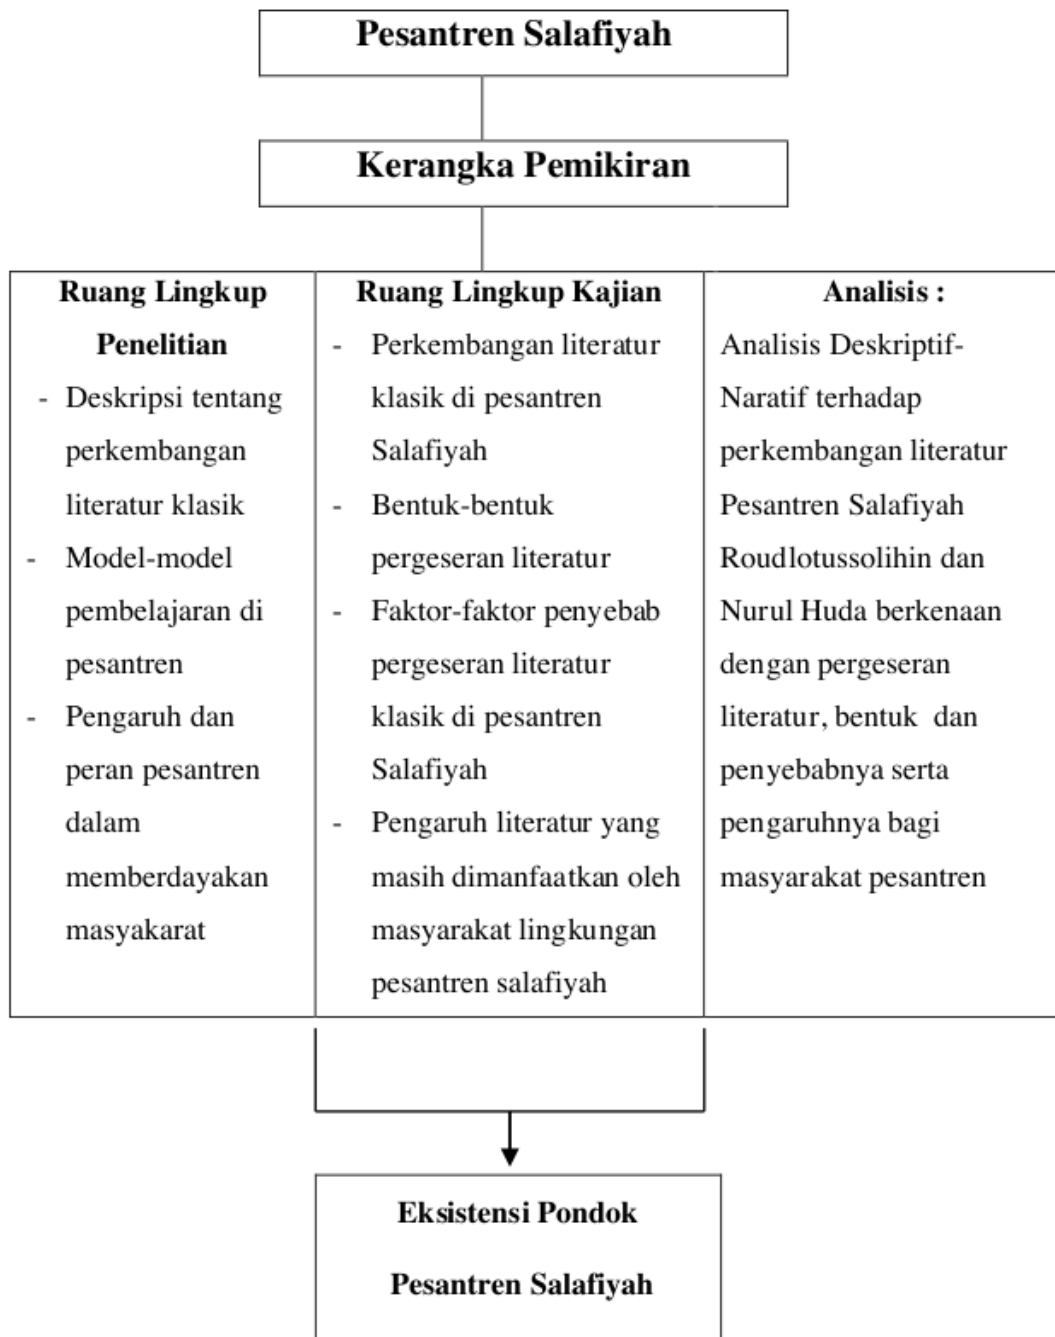 Pesantren Salafiyah
Kerangka Pemikiran
Ruang Lingkup
Penelitian
- Deskripsi tentang
perkembangan
literatur klasik
- Model-model
pembelajaran di
pesantren
- Pengaruh dan
peran pesantren
dalam
memberdayakan
masyakarat
Ruang Lingkup Kajian
- Perkembangan literatur
klasik di pesantren
Salafiyah
- Bentuk-bentuk
pergeseran literatur
- Faktor-faktor penyebab
pergeseran literatur
klasik di pesantren
Salafiyah
- Pengaruh literatur yang
masih dimanfaatkan oleh
masyarakat lingkungan
pesantren salafiyah
Analisis :
Analisis Deskriptif-
Naratif terhadap
perkembangan literatur
Pesantren Salafiyah
Roudlotussolihin dan
Nurul Huda berkenaan
dengan pergeseran
literatur, bentuk dan
penyebabnya serta
pengaruhnya bagi
masyarakat pesantren
Eksistensi Pondok
Pesantren Salafiyah